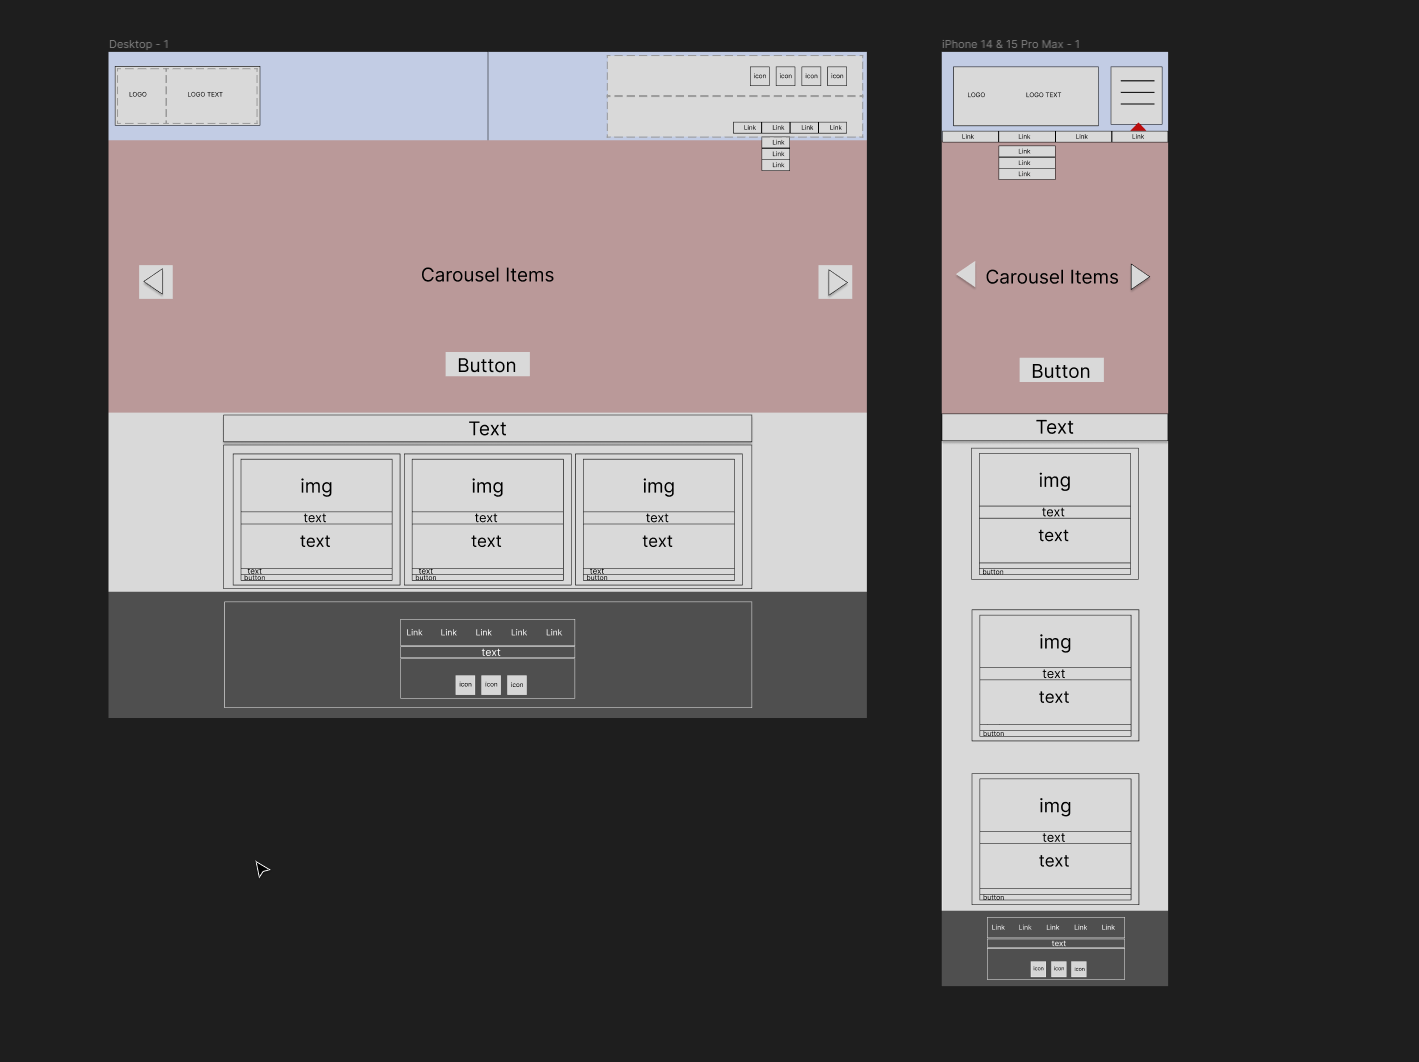 Desktop - 1
LOGO LOGO TEXT
icon icon icon icon
Link Link Link Link
Link
Link
Link
Carousel Items
Button
Text
img img img
text text text
text text text
text text text
button button button
Link Link Link Link Link
text
icon icon icon
iPhone 14 & 15 Pro Max - 1
LOGO LOGO TEXT
Link Link Link Link
Link
Link
Link
Carousel Items
Button
Text
img
text
text
button
img
text
text
button
img
text
text
button
Link Link Link Link Link
text
icon icon icon